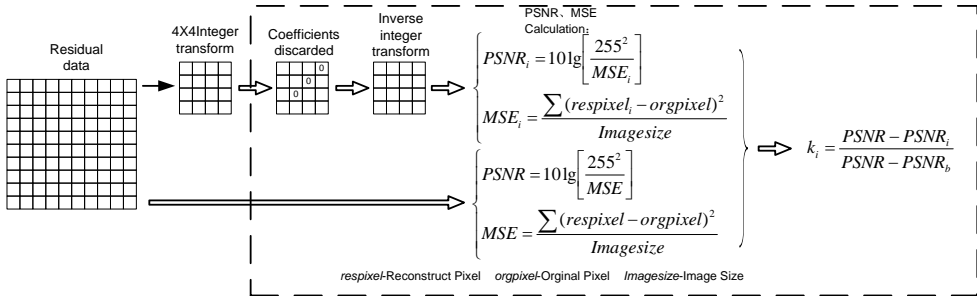 Residual
data
4X4Integer
transform
Coefficients
discarded
0
0
0
Inverse
integer
transform
PSNR、MSE
Calculation:
PSNR_i = 10lg[255^2 / MSE_i]
MSE_i = ∑(respixel_i − orgpixel)^2 / Imagesize
PSNR = 10lg[255^2 / MSE]
MSE = ∑(respixel − orgpixel)^2 / Imagesize
k_i = (PSNR − PSNR_i) / (PSNR − PSNR_b)
respixel-Reconstruct Pixel orgpixel-Orginal Pixel Imagesize-Image Size